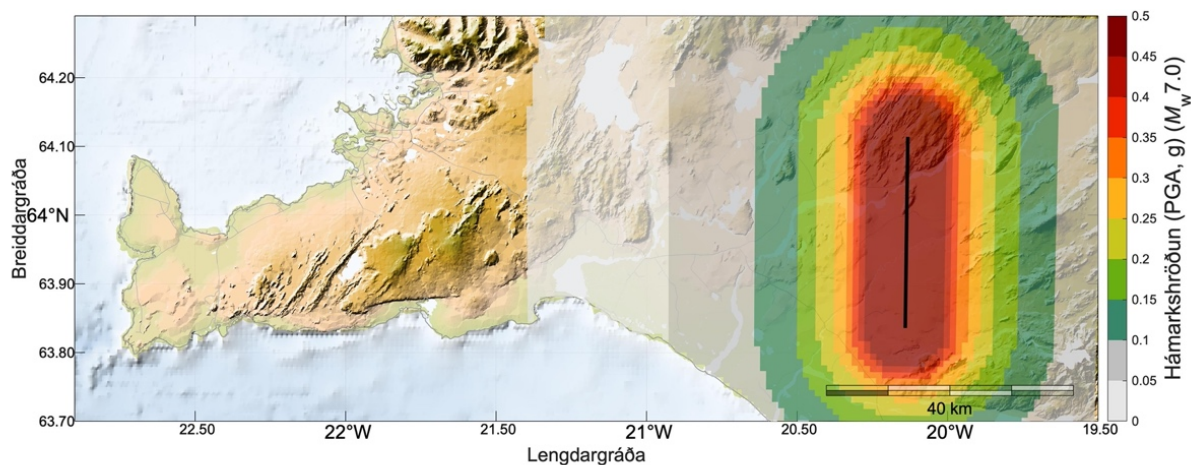 64.20
64.10
64°N
63.90
63.80
63.70
Breiddargráða
22.50
22°W
21.50
21°W
20.50
20°W
19.50
Lengdargráða
40 km
0.5
0.45
0.4
0.35
0.3
0.25
0.2
0.15
0.1
0.05
0
Hámarkshröðun (PGA, g) (Mw7.0)